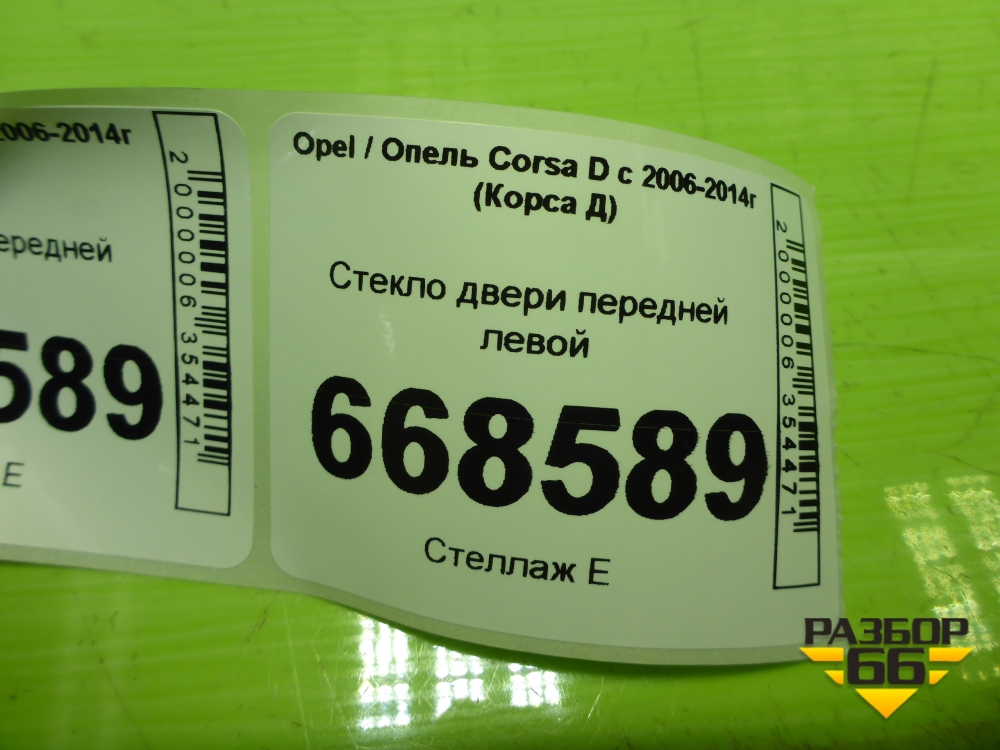 2006-2014г
ередней
589
Е
2000006354471
Opel / Опель Corsa D с 2006-2014г
(Корса Д)
Стекло двери передней
левой
668589
Стеллаж Е
2000006354471
РАЗБОР
66